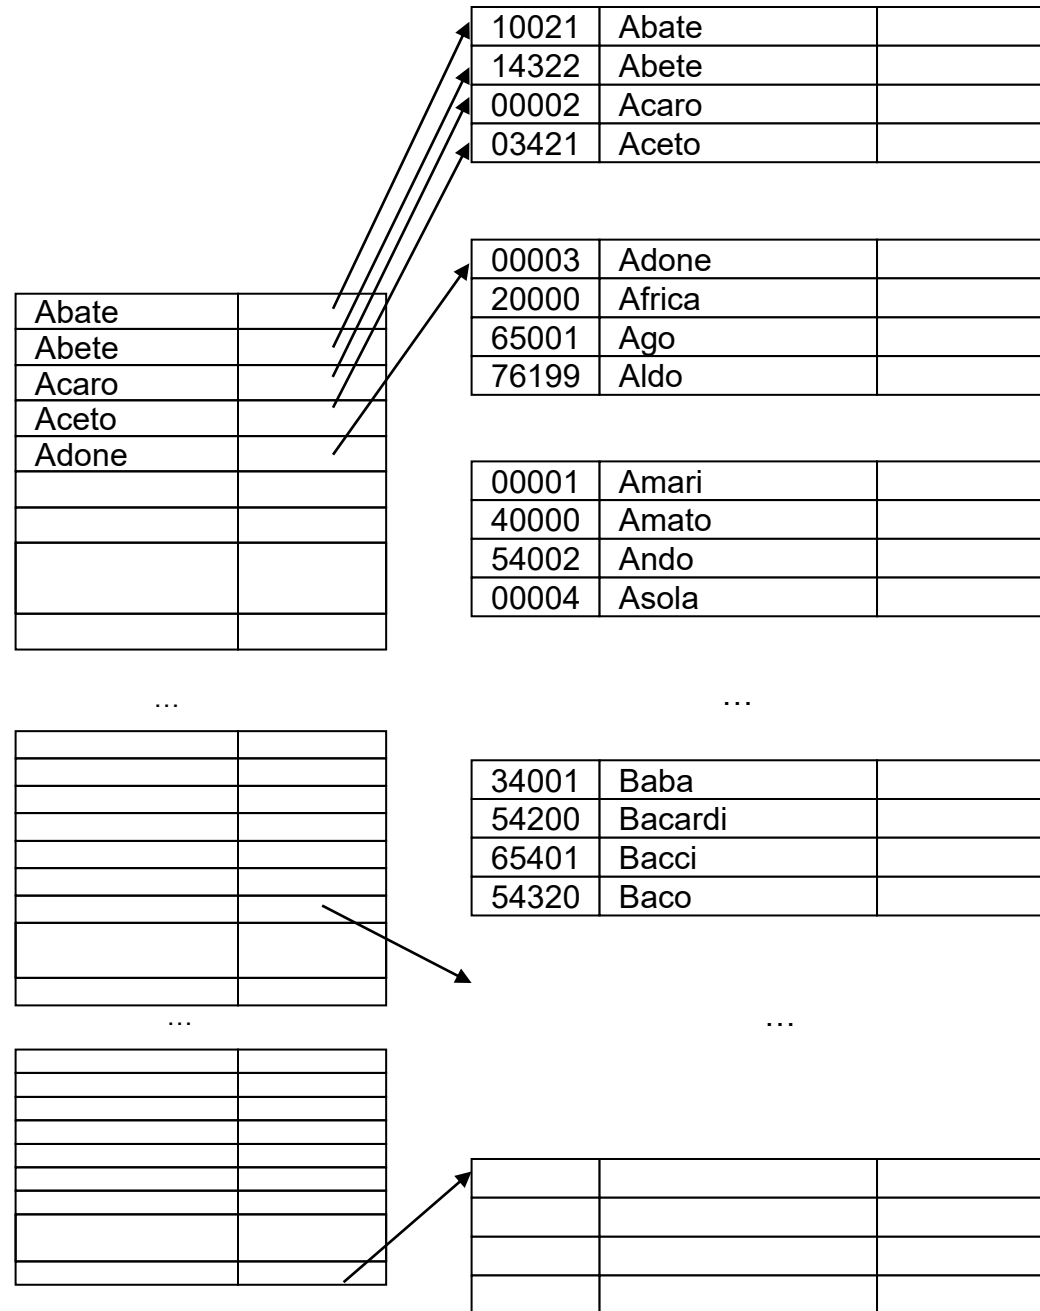 10021 Abate
14322 Abete
00002 Acaro
03421 Aceto
00003 Adone
20000 Africa
65001 Ago
76199 Aldo
Abate
Abete
Acaro
Aceto
Adone
00001 Amari
40000 Amato
54002 Ando
00004 Asola
...
...
34001 Baba
54200 Bacardi
65401 Bacci
54320 Baco
...
...